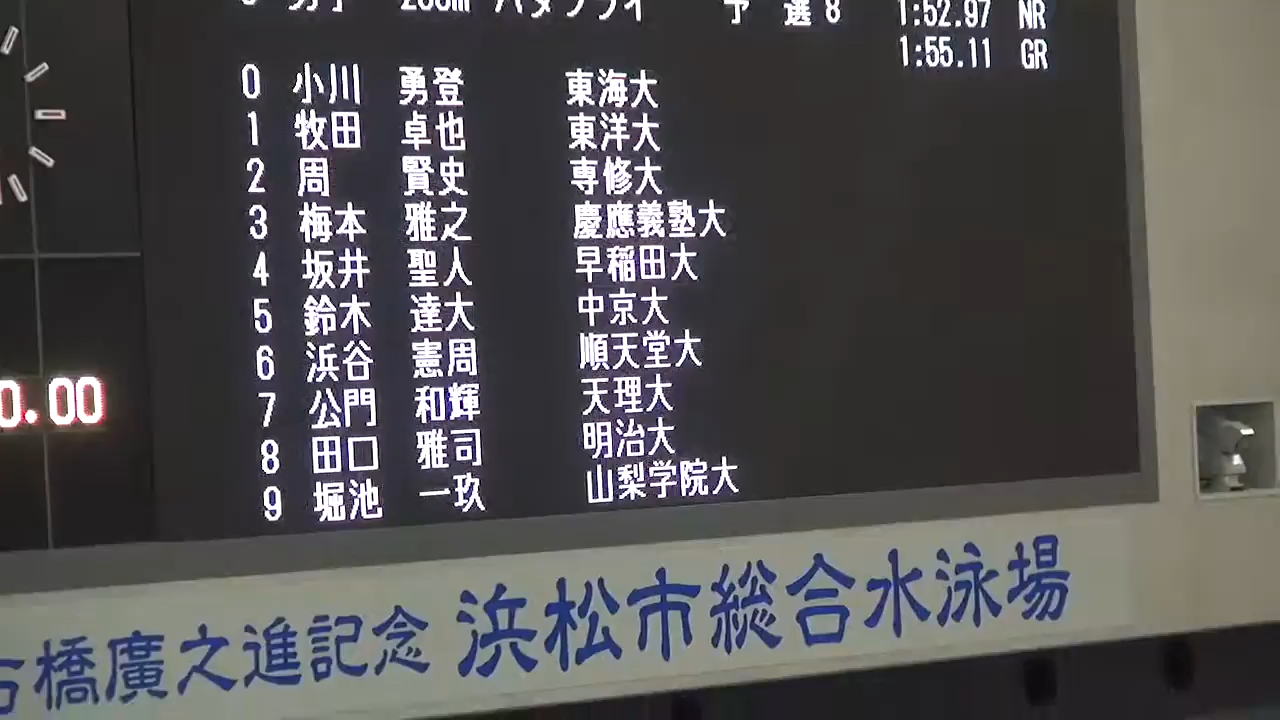 男子 200m バタフライ 予選8 1:52.97 NR
1:55.11 GR
0 小川 勇登 東海大
1 牧田 卓也 東洋大
2 周 賢史 専修大
3 梅本 雅之 慶應義塾大
4 坂井 聖人 早稲田大
5 鈴木 達大 中京大
6 浜谷 憲周 順天堂大
7 公門 和輝 天理大
8 田口 雅司 明治大
9 堀池 一玖 山梨学院大
0.00
古橋廣之進記念 浜松市総合水泳場